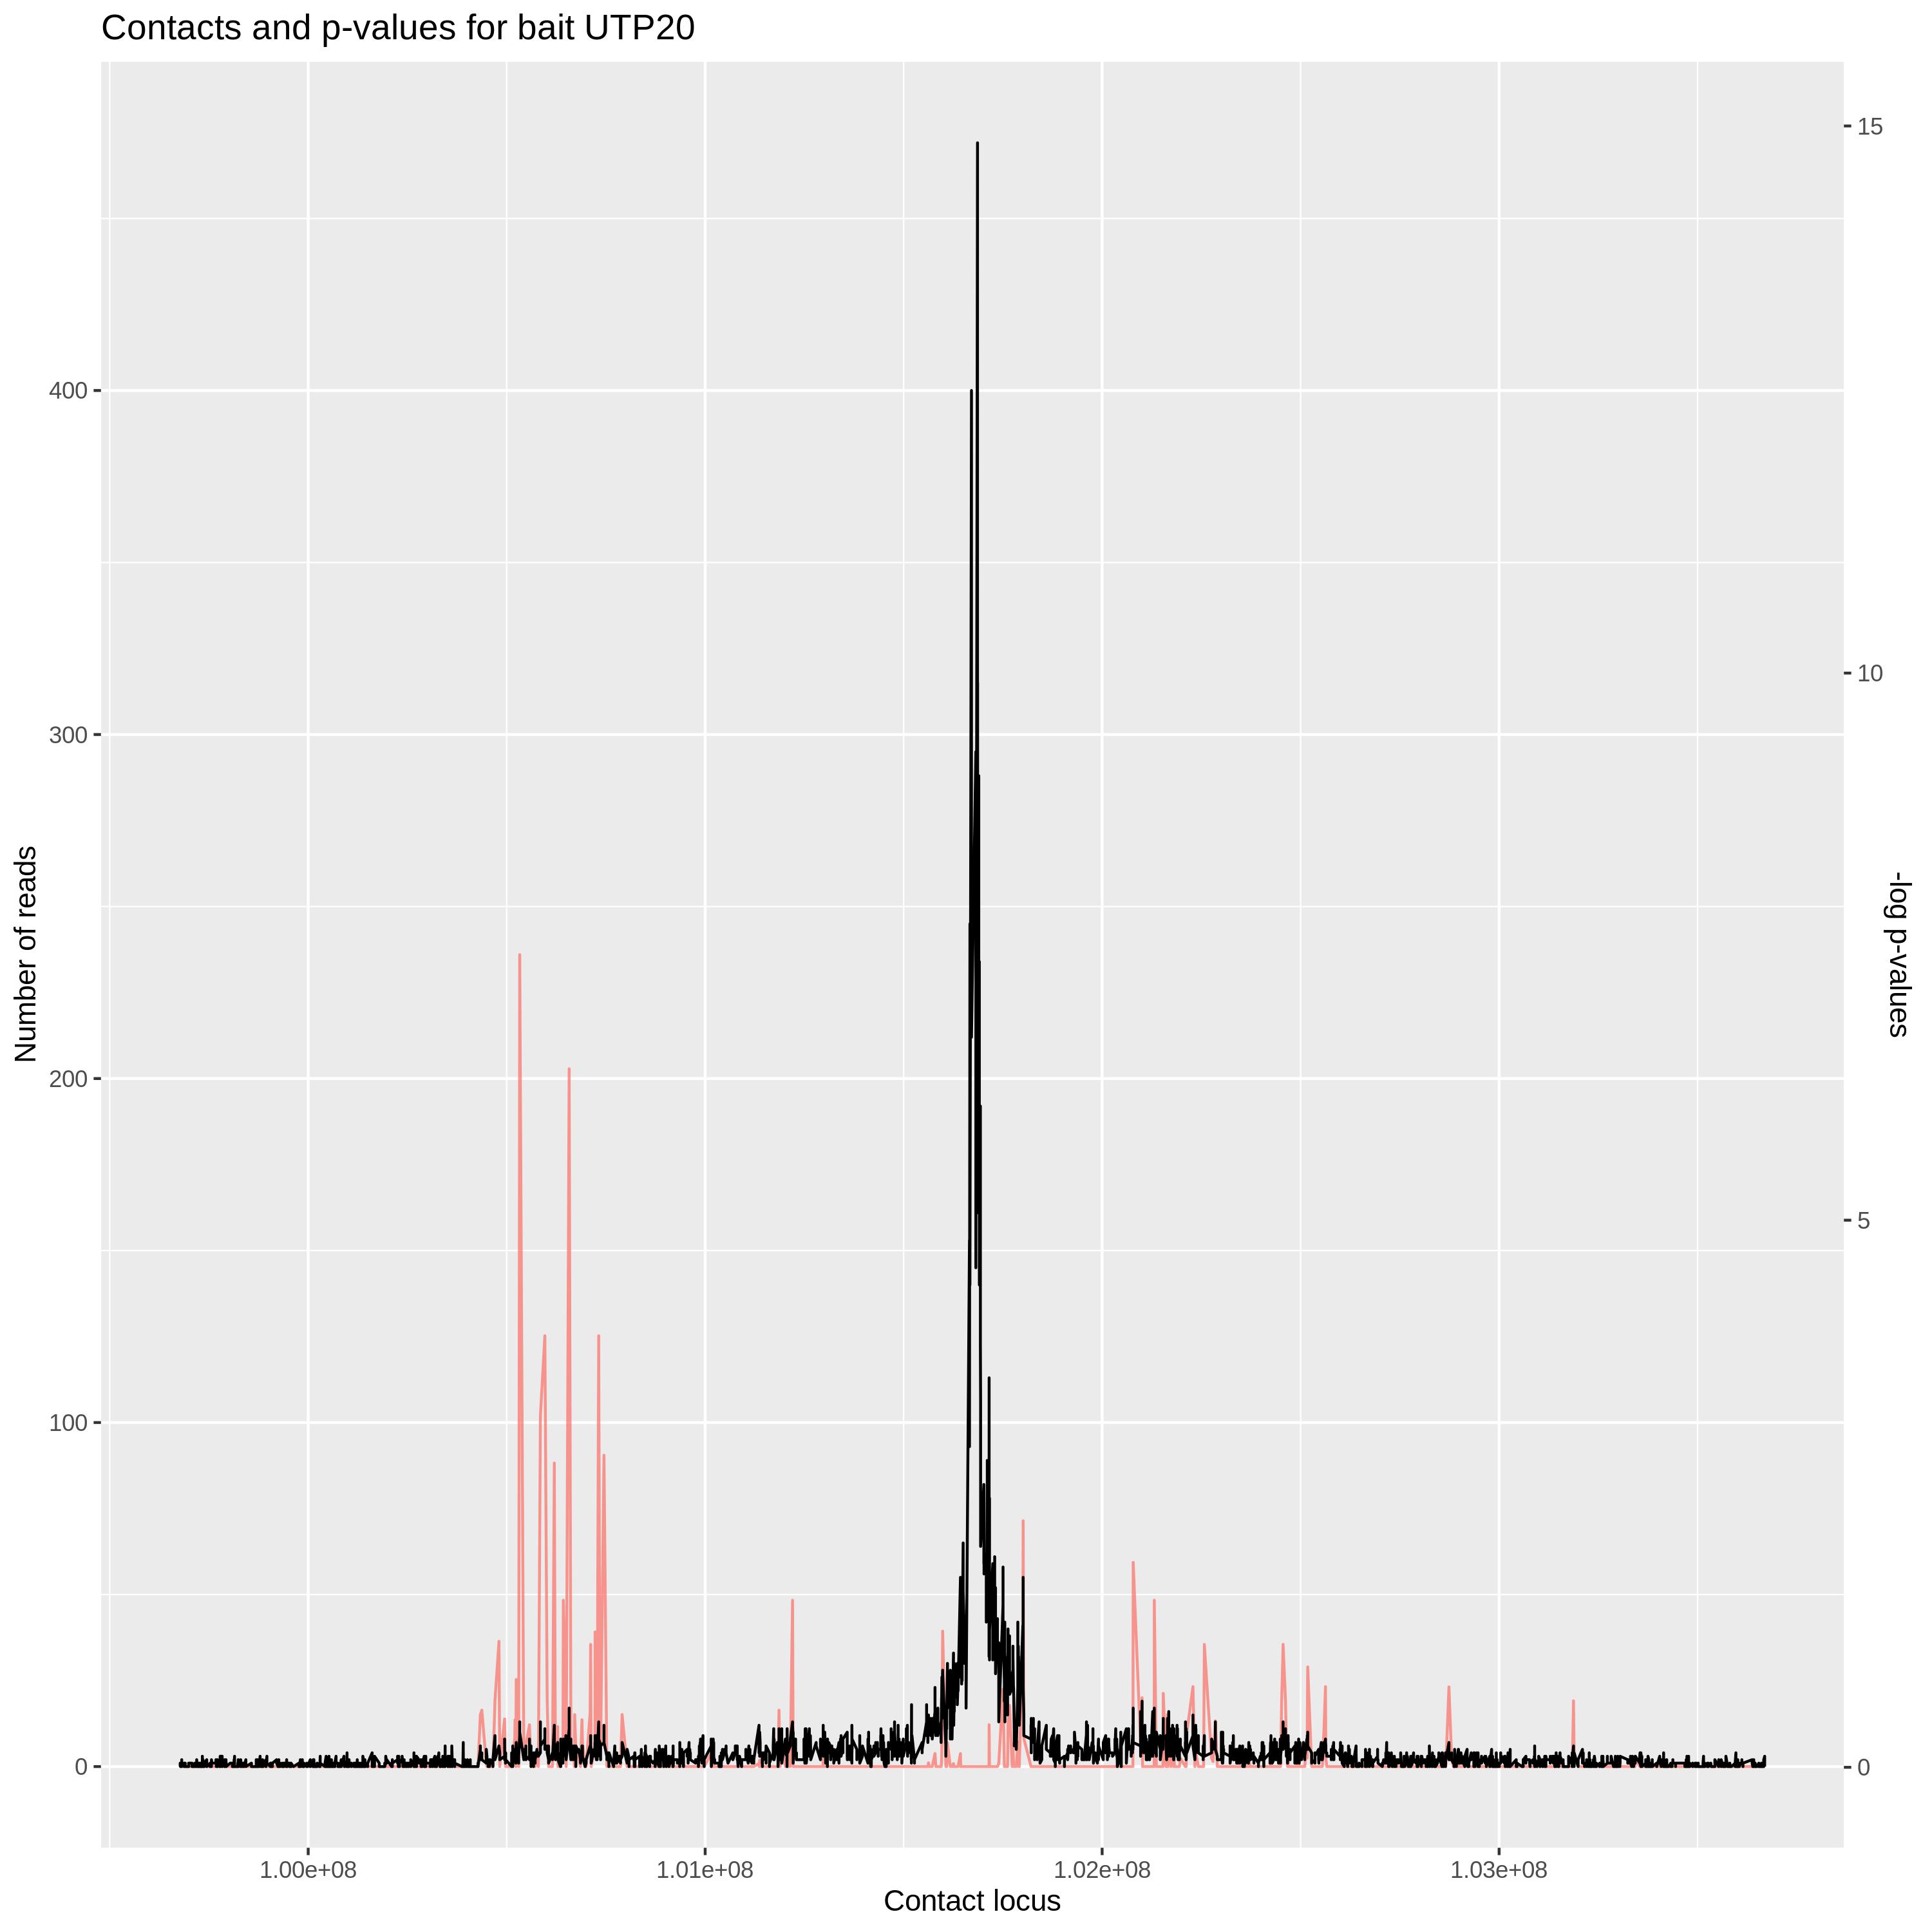 Contacts and p-values for bait UTP20
15
400
10
300
Number of reads
-log p-values
200
5
100
0
0
1.00e+08
1.01e+08
1.02e+08
1.03e+08
Contact locus